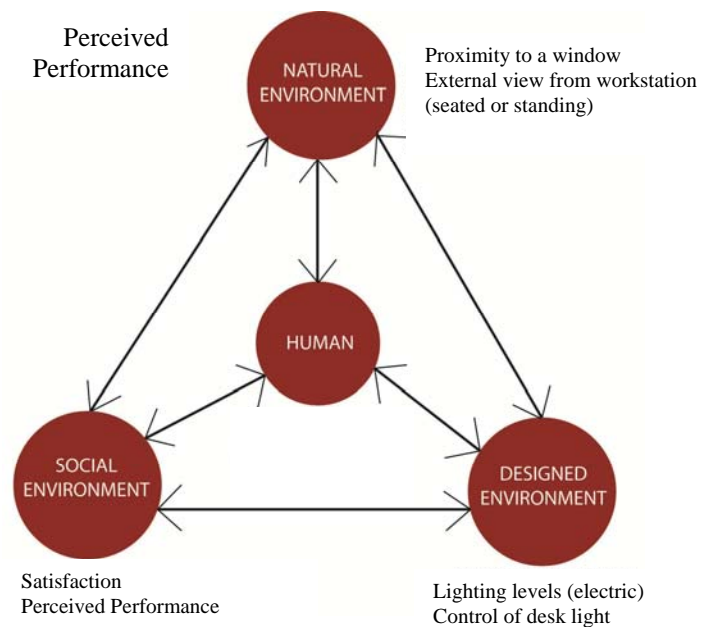 Perceived
Performance
NATURAL
ENVIRONMENT
Proximity to a window
External view from workstation
(seated or standing)
HUMAN
SOCIAL
ENVIRONMENT
DESIGNED
ENVIRONMENT
Satisfaction
Perceived Performance
Lighting levels (electric)
Control of desk light